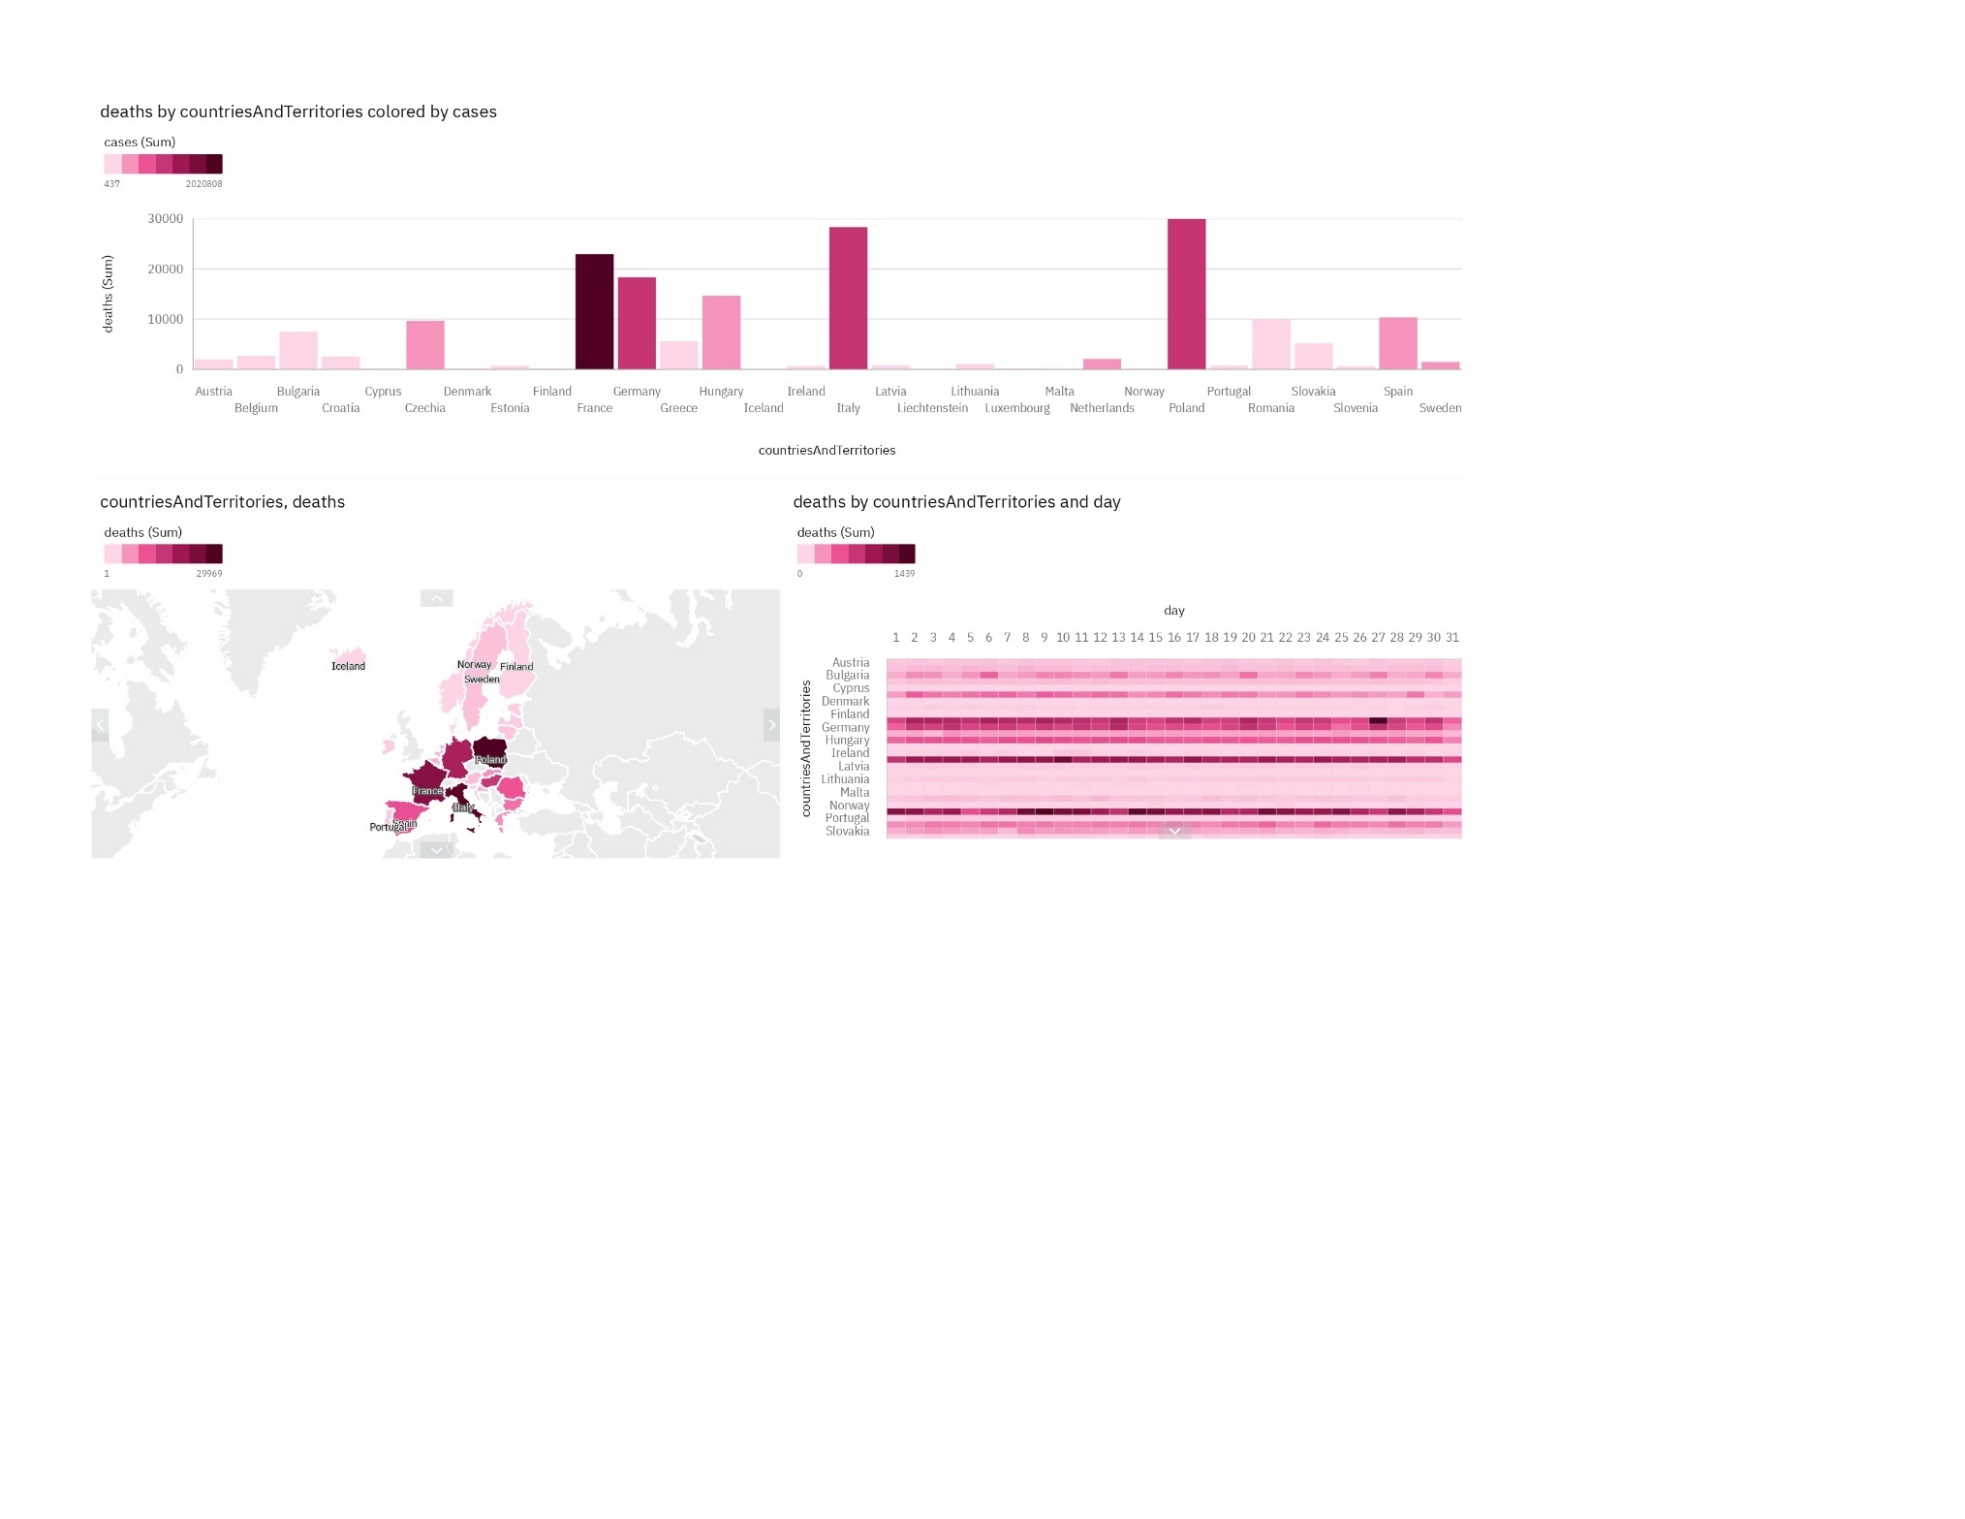 deaths by countriesAndTerritories colored by cases
cases (Sum)
437 2020808
deaths (Sum)
30000
20000
10000
0
Austria Bulgaria Cyprus Denmark Finland Germany Hungary Ireland Latvia Lithuania Malta Norway Portugal Slovakia Spain
Belgium Croatia Czechia Estonia France Greece Iceland Italy Liechtenstein Luxembourg Netherlands Poland Romania Slovenia Sweden
countriesAndTerritories
countriesAndTerritories, deaths
deaths (Sum)
1 29969
Iceland
Norway Finland
Sweden
Poland
France
Italy
Spain
Portugal
deaths by countriesAndTerritories and day
deaths (Sum)
0 1439
day
1 2 3 4 5 6 7 8 9 10 11 12 13 14 15 16 17 18 19 20 21 22 23 24 25 26 27 28 29 30 31
countriesAndTerritories
Austria
Bulgaria
Cyprus
Denmark
Finland
Germany
Hungary
Ireland
Latvia
Lithuania
Malta
Norway
Portugal
Slovakia